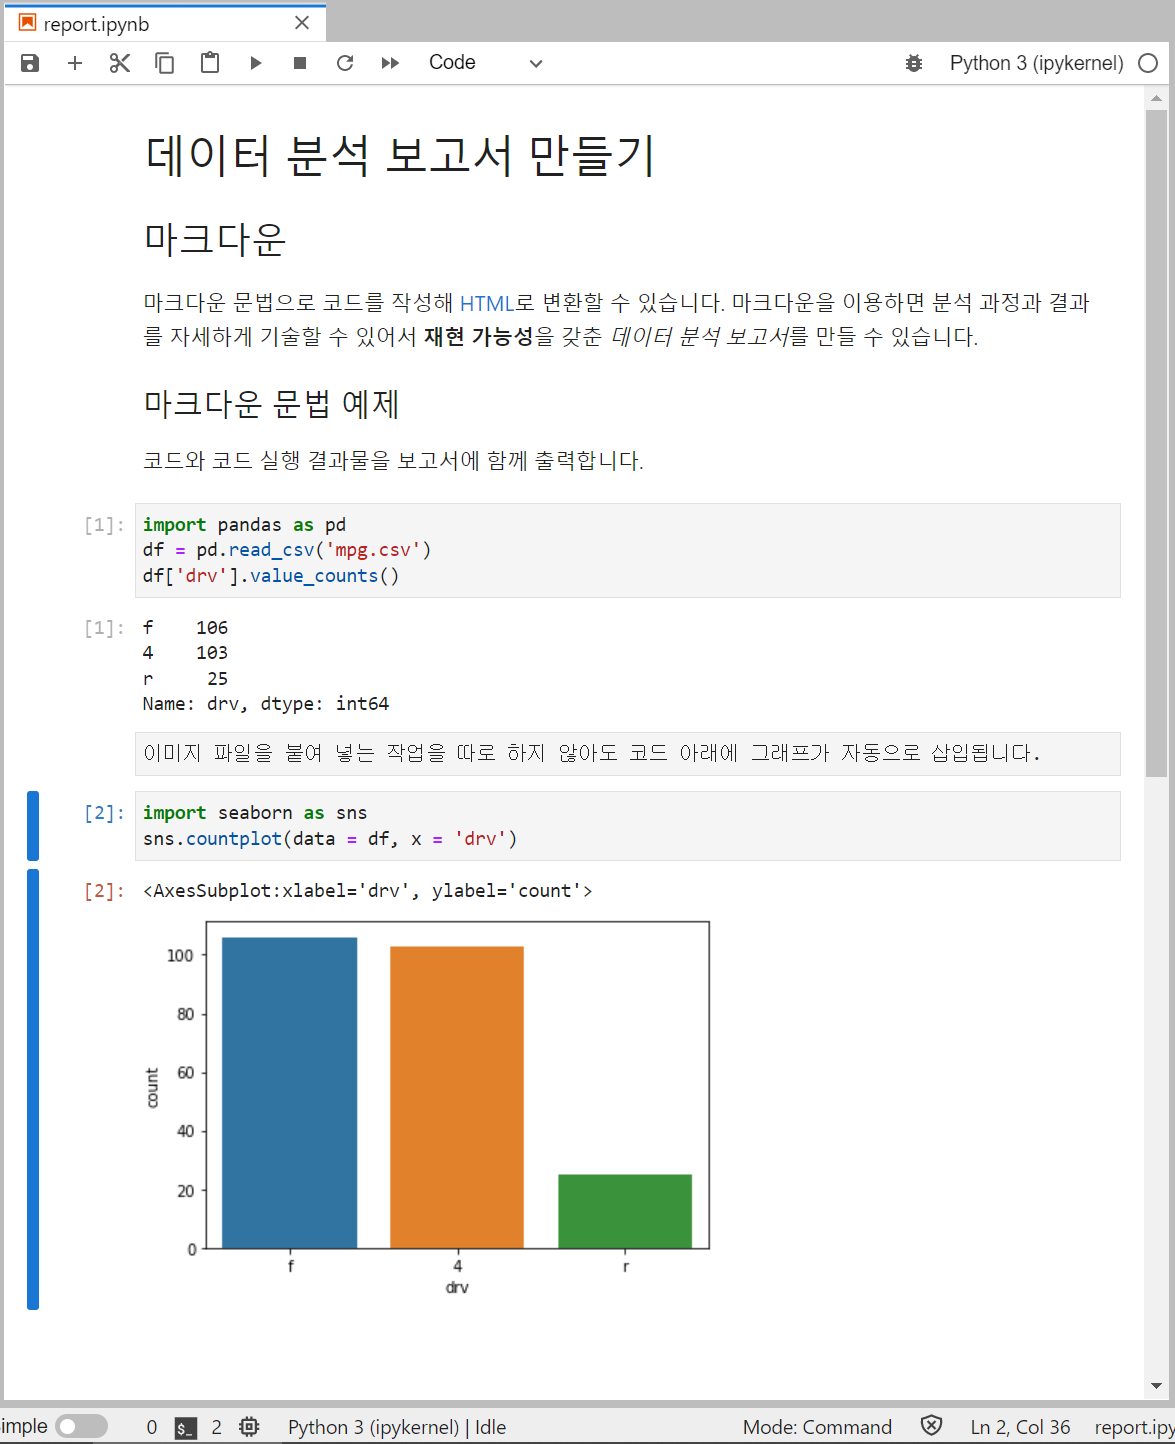 report.ipynb
Code
Python 3 (ipykernel)
데이터 분석 보고서 만들기
마크다운
마크다운 문법으로 코드를 작성해 HTML로 변환할 수 있습니다. 마크다운을 이용하면 분석 과정과 결과
를 자세하게 기술할 수 있어서 재현 가능성을 갖춘 데이터 분석 보고서를 만들 수 있습니다.
마크다운 문법 예제
코드와 코드 실행 결과물을 보고서에 함께 출력합니다.
[1]: import pandas as pd
df = pd.read_csv('mpg.csv')
df['drv'].value_counts()
[1]: f    106
4    103
r     25
Name: drv, dtype: int64
이미지 파일을 붙여 넣는 작업을 따로 하지 않아도 코드 아래에 그래프가 자동으로 삽입됩니다.
[2]: import seaborn as sns
sns.countplot(data = df, x = 'drv')
[2]: <AxesSubplot:xlabel='drv', ylabel='count'>
100
80
60
40
20
0
count
f 4 r
drv
imple 0 $_ 2 Python 3 (ipykernel) | Idle Mode: Command Ln 2, Col 36 report.ipy